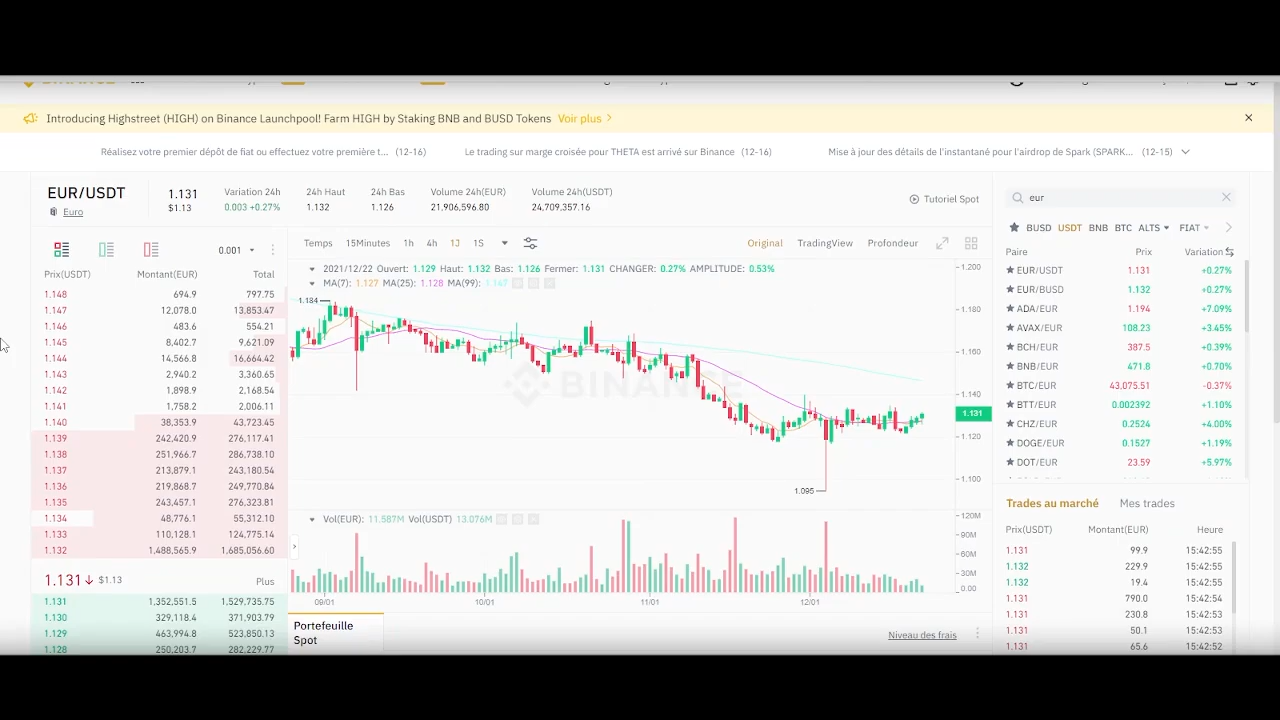 Introducing Highstreet (HIGH) on Binance Launchpool! Farm HIGH by Staking BNB and BUSD Tokens Voir plus
Réalisez votre premier dépôt de fiat ou effectuez votre première t... (12-16) Le trading sur marge croisée pour THETA est arrivé sur Binance (12-16) Mise à jour des détails de l'instantané pour l'airdrop de Spark (SPARK... (12-15)
EUR/USDT
Euro
1.131
$1.13
Variation 24h
0.003 +0.27%
24h Haut
1.132
24h Bas
1.126
Volume 24h(EUR)
21,906,596.80
Volume 24h(USDT)
24,709,357.16
Tutoriel Spot
0.001
Prix(USDT) Montant(EUR) Total
1.148 694.9 797.75
1.147 12,078.0 13,853.47
1.146 483.6 554.21
1.145 8,402.7 9,621.09
1.144 14,566.8 16,664.42
1.143 2,940.2 3,360.65
1.142 1,898.9 2,168.54
1.141 1,758.2 2,006.11
1.140 38,353.9 43,723.45
1.139 242,420.9 276,117.41
1.138 251,966.7 286,738.10
1.137 213,879.1 243,180.54
1.136 219,868.7 249,770.84
1.135 243,457.1 276,323.81
1.134 48,776.1 55,312.10
1.133 110,128.1 124,775.14
1.132 1,488,565.9 1,685,056.60
1.131 $1.13 Plus
1.131 1,352,551.5 1,529,735.75
1.130 329,118.4 371,903.79
1.129 463,994.8 523,850.13
1.128 250,203.7 282,229.77
Temps 15Minutes 1h 4h 1J 1S Original TradingView Profondeur
2021/12/22 Ouvert: 1.129 Haut: 1.132 Bas: 1.126 Fermer: 1.131 CHANGER: 0.27% AMPLITUDE: 0.53%
MA(7): 1.127 MA(25): 1.128 MA(99): 1.147
1.184
BINANCE
1.095
1.200
1.180
1.160
1.140
1.131
1.120
1.100
Vol(EUR): 11.587M Vol(USDT) 13.076M
120M
90M
60M
30M
0.00
09/01 10/01 11/01 12/01
Portefeuille
Spot
Niveau des frais
eur
BUSD USDT BNB BTC ALTS FIAT
Paire Prix Variation
EUR/USDT 1.131 +0.27%
EUR/BUSD 1.132 +0.27%
ADA/EUR 1.194 +7.09%
AVAX/EUR 108.23 +3.45%
BCH/EUR 387.5 +0.39%
BNB/EUR 471.8 +0.70%
BTC/EUR 43,075.51 -0.37%
BTT/EUR 0.002392 +1.10%
CHZ/EUR 0.2524 +4.00%
DOGE/EUR 0.1527 +1.19%
DOT/EUR 23.59 +5.97%
Trades au marché Mes trades
Prix(USDT) Montant(EUR) Heure
1.131 99.9 15:42:55
1.132 229.9 15:42:55
1.132 19.4 15:42:55
1.131 790.0 15:42:54
1.131 230.8 15:42:53
1.131 50.1 15:42:53
1.131 65.6 15:42:52